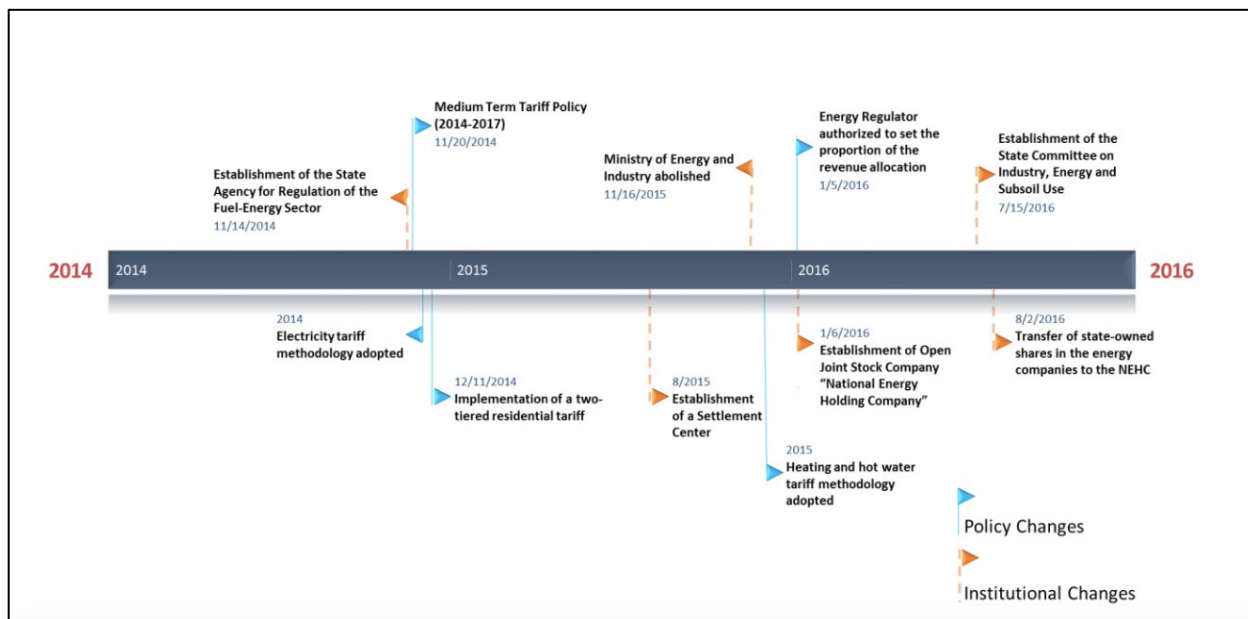 Medium Term Tariff Policy
(2014-2017)
11/20/2014
Establishment of the State
Agency for Regulation of the
Fuel-Energy Sector
11/14/2014
Ministry of Energy and
Industry abolished
11/16/2015
Energy Regulator
authorized to set the
proportion of the
revenue allocation
1/5/2016
Establishment of the
State Committee on
Industry, Energy and
Subsoil Use
7/15/2016
2014
2014
2015
2016
2016
2014
Electricity tariff
methodology adopted
12/11/2014
Implementation of a two-
tiered residential tariff
8/2015
Establishment
of a Settlement
Center
2015
Heating and hot water
tariff methodology
adopted
1/6/2016
Establishment of Open
Joint Stock Company
“National Energy
Holding Company”
8/2/2016
Transfer of state-owned
shares in the energy
companies to the NEHC
Policy Changes
Institutional Changes